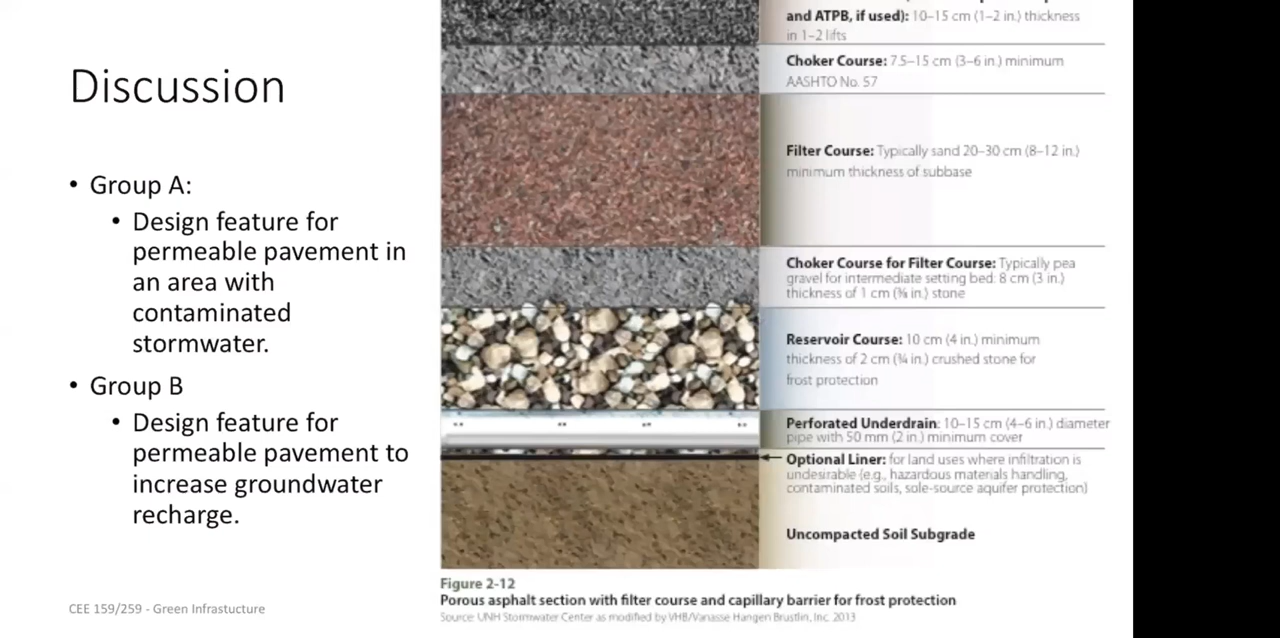 Discussion
• Group A:
• Design feature for
permeable pavement in
an area with
contaminated
stormwater.
• Group B
• Design feature for
permeable pavement to
increase groundwater
recharge.
CEE 159/259 - Green Infrastucture
and ATPB, if used): 10–15 cm (1–2 in.) thickness
in 1–2 lifts
Choker Course: 7.5–15 cm (3–6 in.) minimum
AASHTO No. 57
Filter Course: Typically sand 20–30 cm (8–12 in.)
minimum thickness of subbase
Choker Course for Filter Course: Typically pea
gravel for intermediate setting bed: 8 cm (3 in.)
thickness of 1 cm (⅜ in.) stone
Reservoir Course: 10 cm (4 in.) minimum
thickness of 2 cm (¾ in.) crushed stone for
frost protection
Perforated Underdrain: 10–15 cm (4–6 in.) diameter
pipe with 50 mm (2 in.) minimum cover
Optional Liner: for land uses where infiltration is
undesirable (e.g., hazardous materials handling,
contaminated soils, sole-source aquifer protection)
Uncompacted Soil Subgrade
Figure 2-12
Porous asphalt section with filter course and capillary barrier for frost protection
Source: UNH Stormwater Center as modified by VHB/Vanasse Hangen Brustlin, Inc. 2013